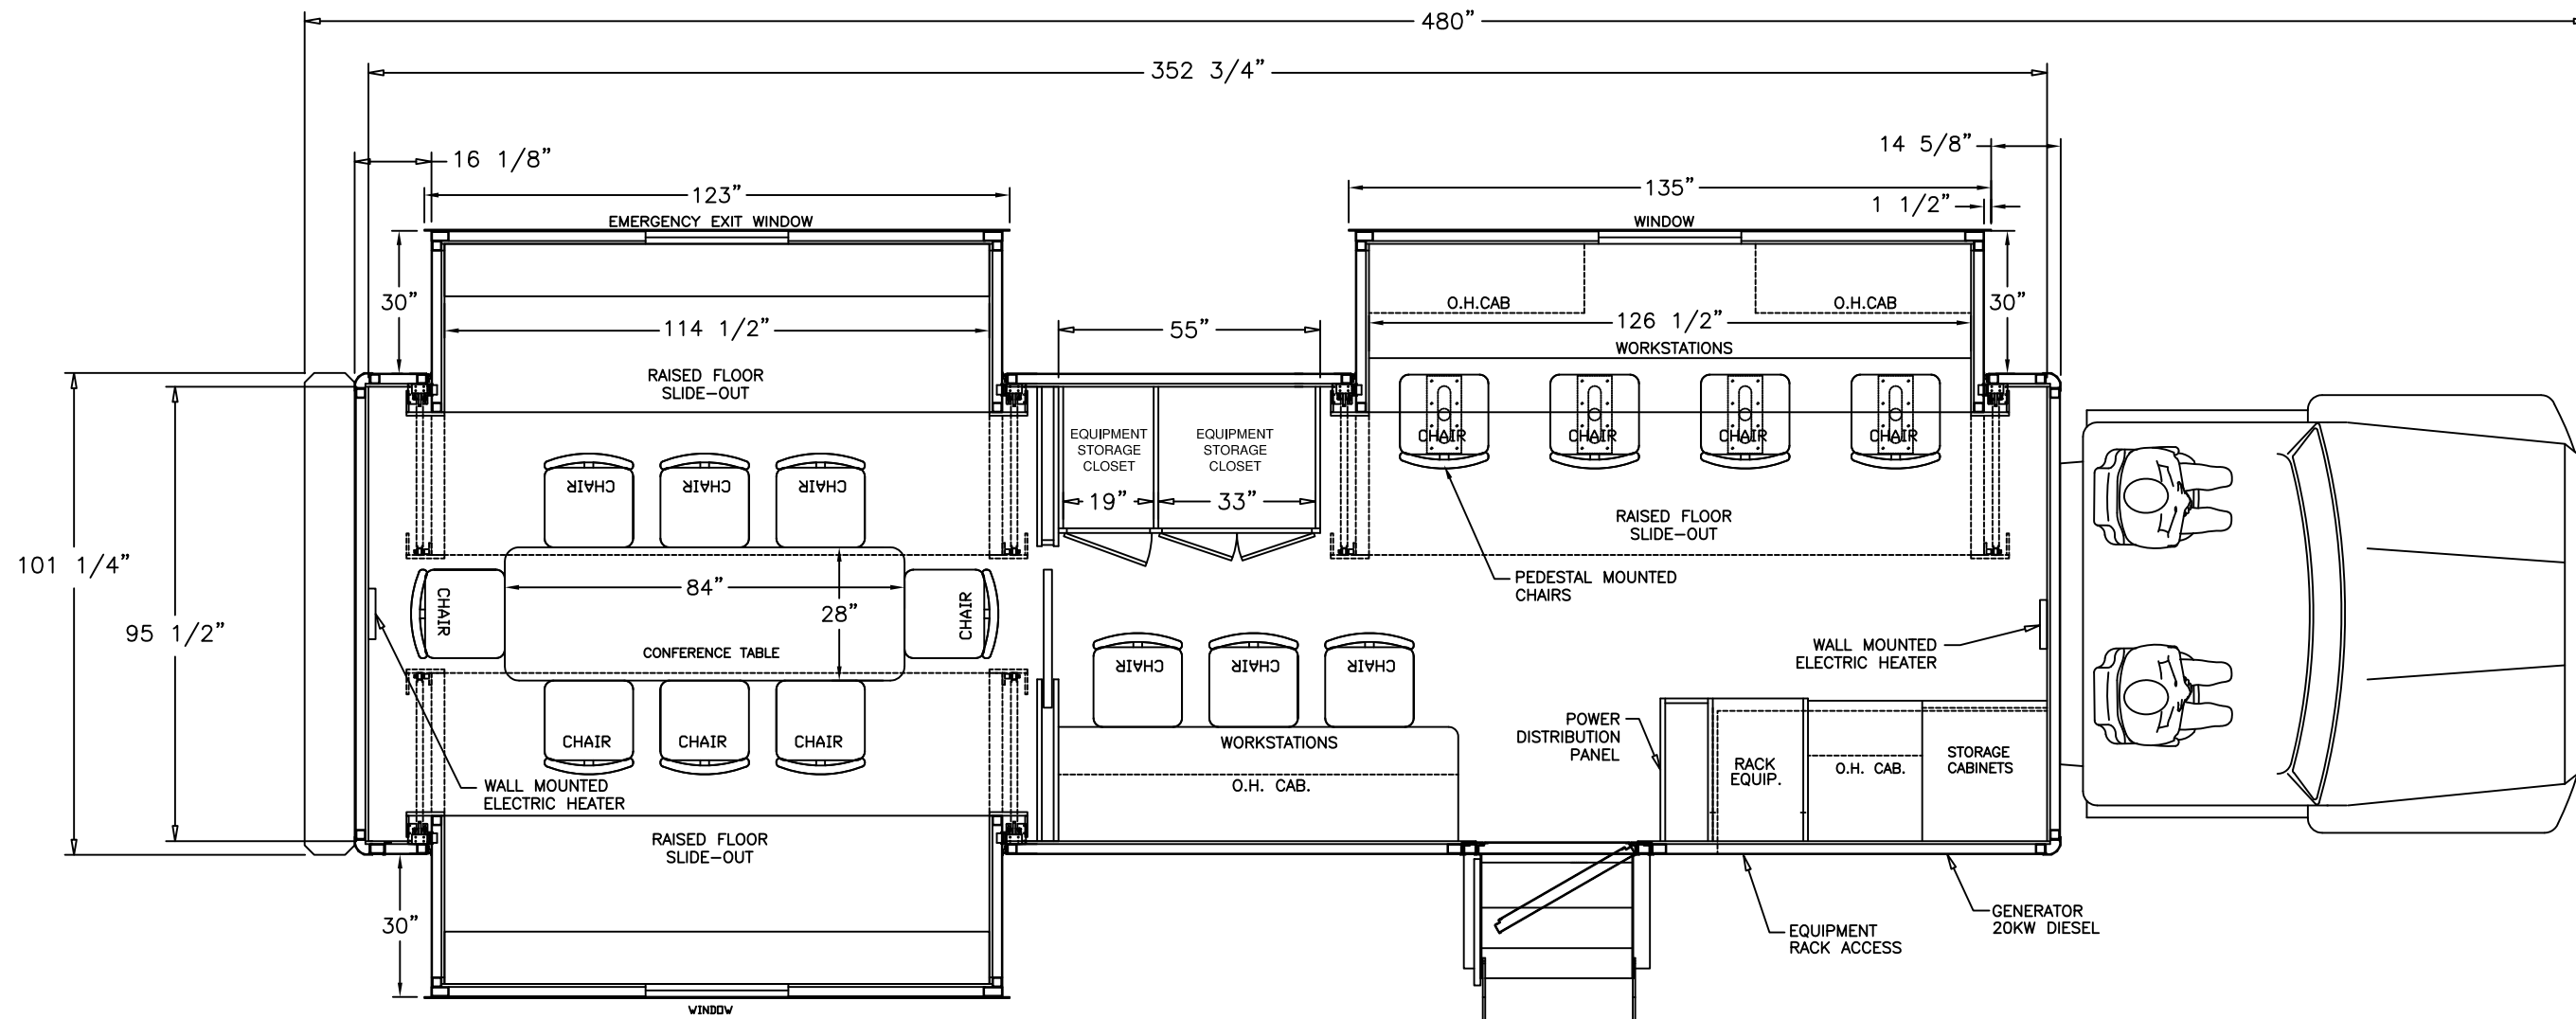 480"
352 3/4"
16 1/8"
14 5/8"
123"
135"
1 1/2"
EMERGENCY EXIT WINDOW
WINDOW
30"
O.H.CAB
O.H.CAB
30"
114 1/2"
55"
126 1/2"
WORKSTATIONS
RAISED FLOOR
SLIDE-OUT
CHAIR
CHAIR
CHAIR
CHAIR
EQUIPMENT
STORAGE
CLOSET
EQUIPMENT
STORAGE
CLOSET
CHAIR
CHAIR
CHAIR
19"
33"
RAISED FLOOR
SLIDE-OUT
101 1/4"
95 1/2"
84"
28"
CHAIR
CHAIR
CONFERENCE TABLE
PEDESTAL MOUNTED
CHAIRS
WALL MOUNTED
ELECTRIC HEATER
CHAIR
CHAIR
CHAIR
CHAIR
CHAIR
CHAIR
WORKSTATIONS
O.H. CAB.
POWER
DISTRIBUTION
PANEL
RACK
EQUIP.
O.H. CAB.
STORAGE
CABINETS
WALL MOUNTED
ELECTRIC HEATER
RAISED FLOOR
SLIDE-OUT
30"
GENERATOR
20KW DIESEL
EQUIPMENT
RACK ACCESS
WINDOW